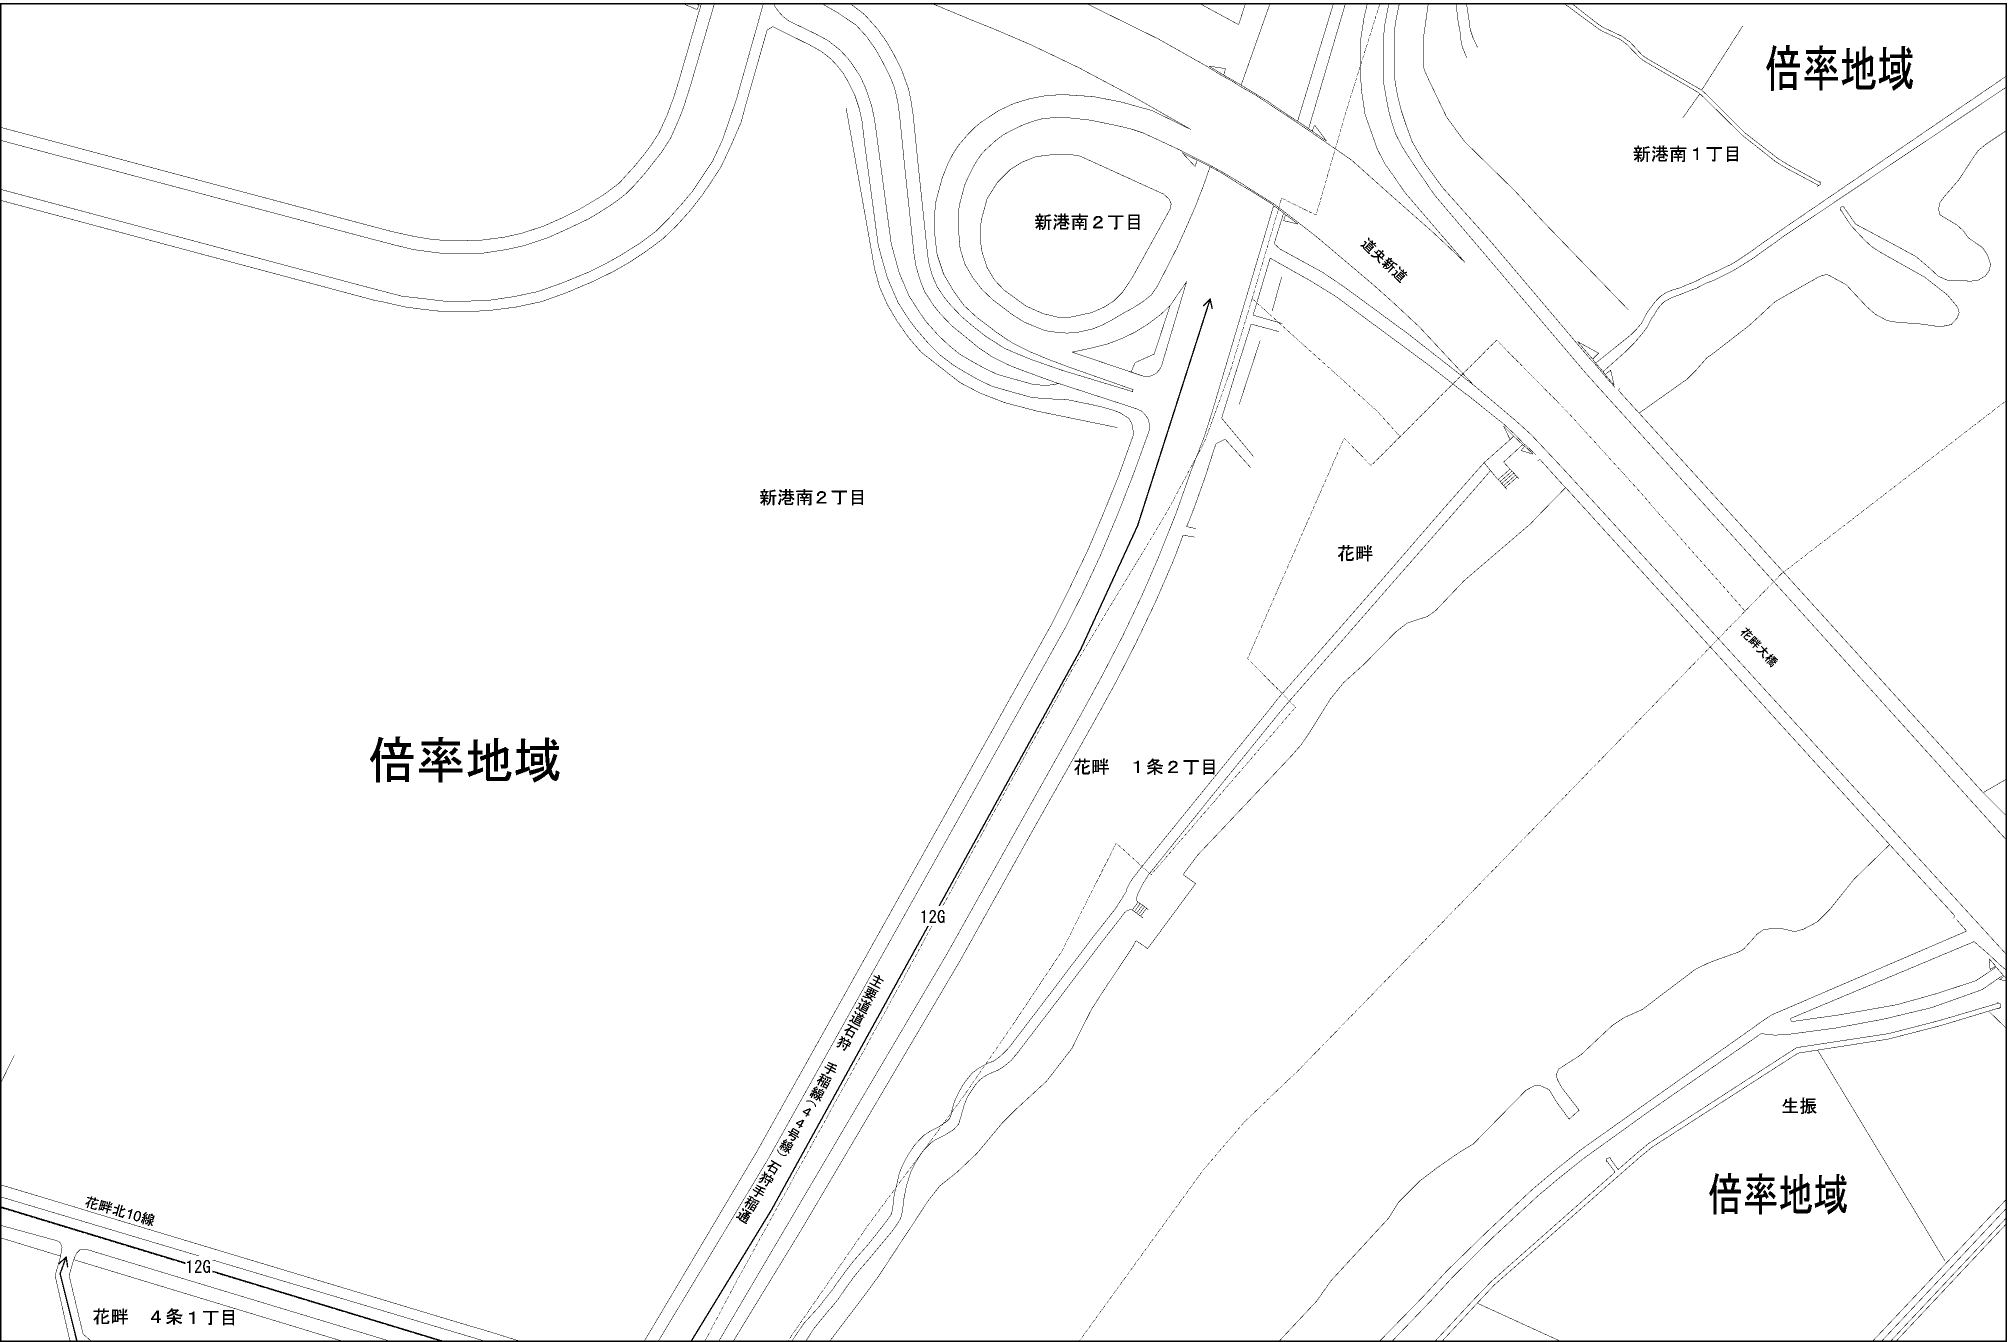 倍率地域
新港南１丁目
新港南２丁目
道央新道
新港南２丁目
花畔
花畔大橋
倍率地域
花畔　１条２丁目
12G
主要道道石狩　手稲線（４４号線）石狩手稲通
生振
倍率地域
花畔北10線
12G
花畔　４条１丁目